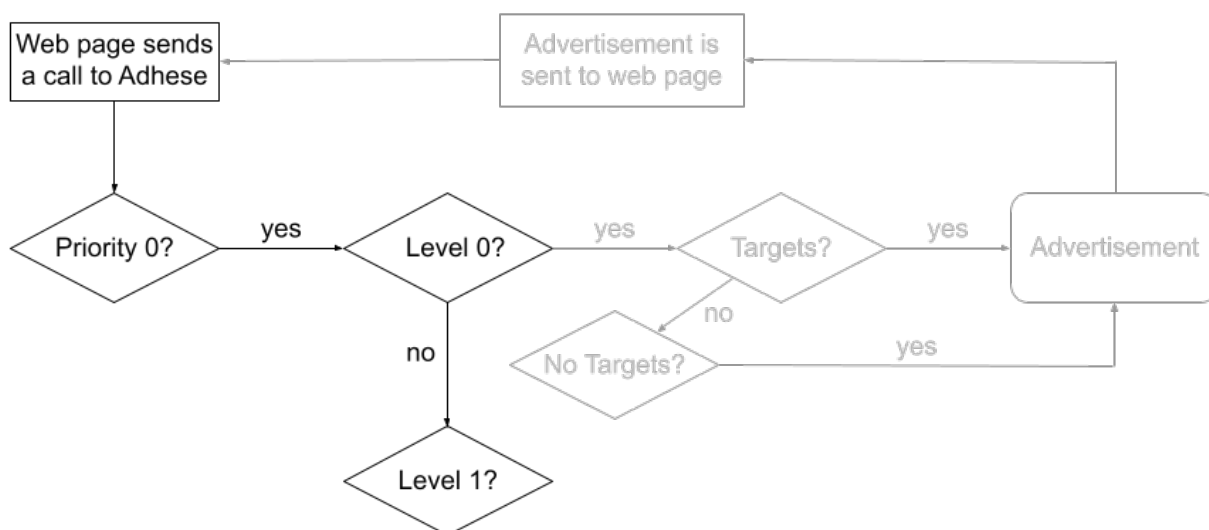 Web page sends
a call to Adhese
Advertisement is
sent to web page
Priority 0?
yes
Level 0?
yes
Targets?
yes
Advertisement
no
no
No Targets?
yes
Level 1?